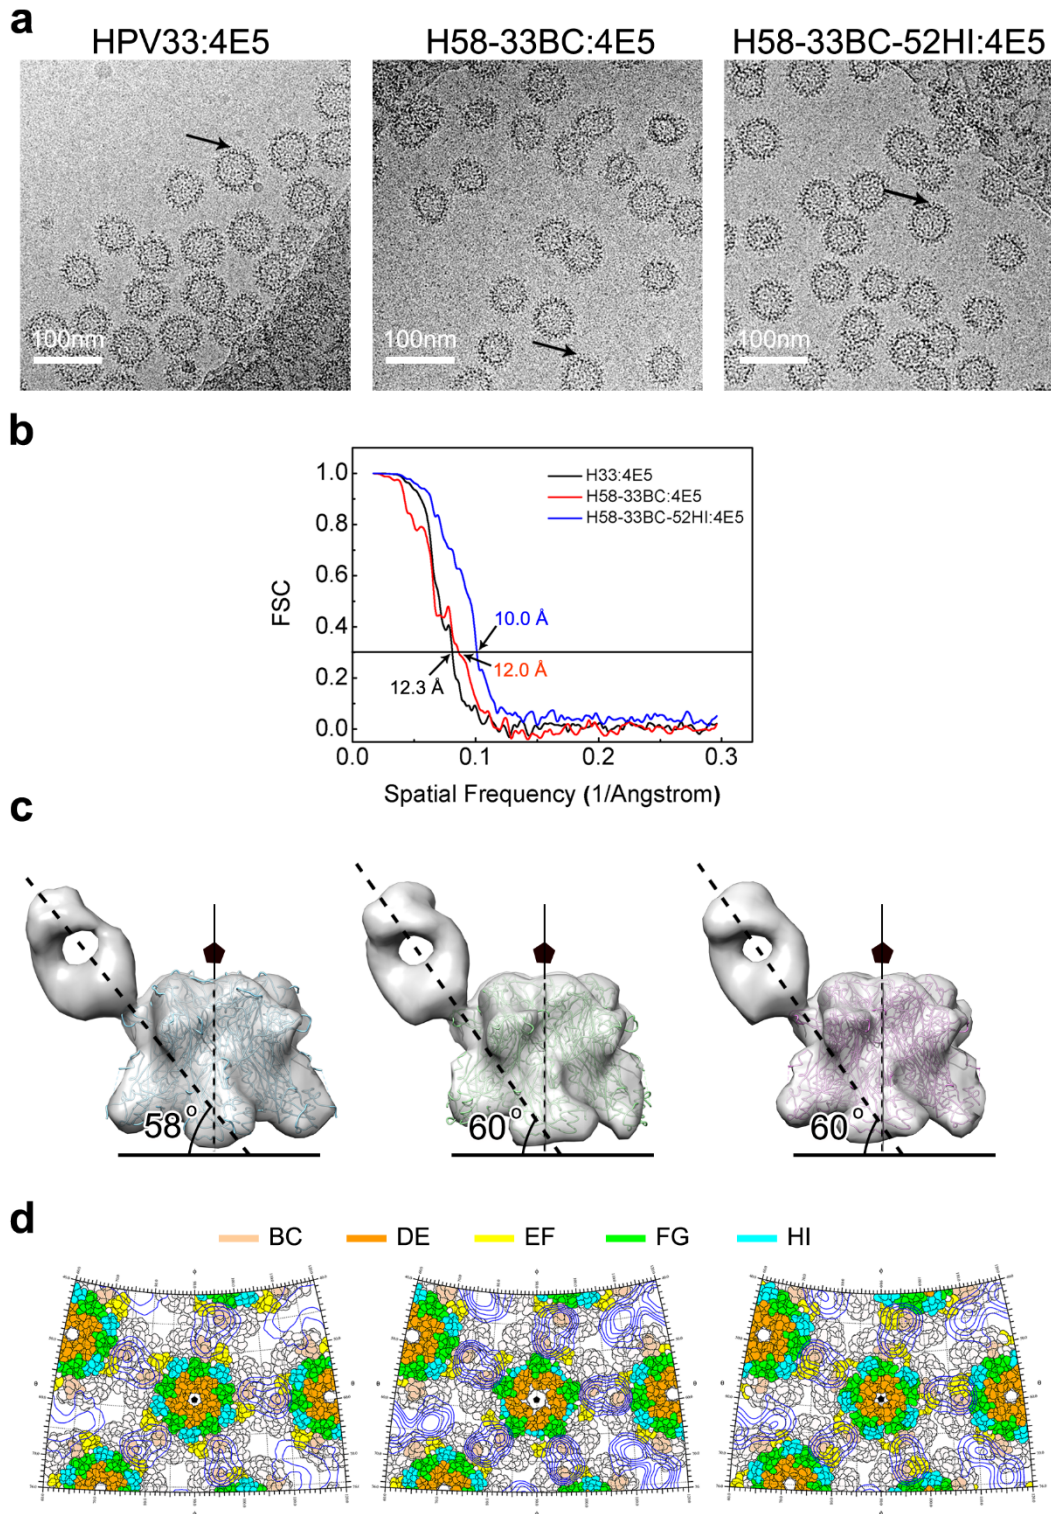 a
HPV33:4E5 H58-33BC:4E5 H58-33BC-52HI:4E5
100nm 100nm 100nm
b
1.0
0.8
0.6
0.4
0.2
0.0
FSC
H33:4E5
H58-33BC:4E5
H58-33BC-52HI:4E5
10.0 Å
12.3 Å 12.0 Å
0.0 0.1 0.2 0.3
Spatial Frequency (1/Angstrom)
c
58° 60° 60°
d
BC DE EF FG HI